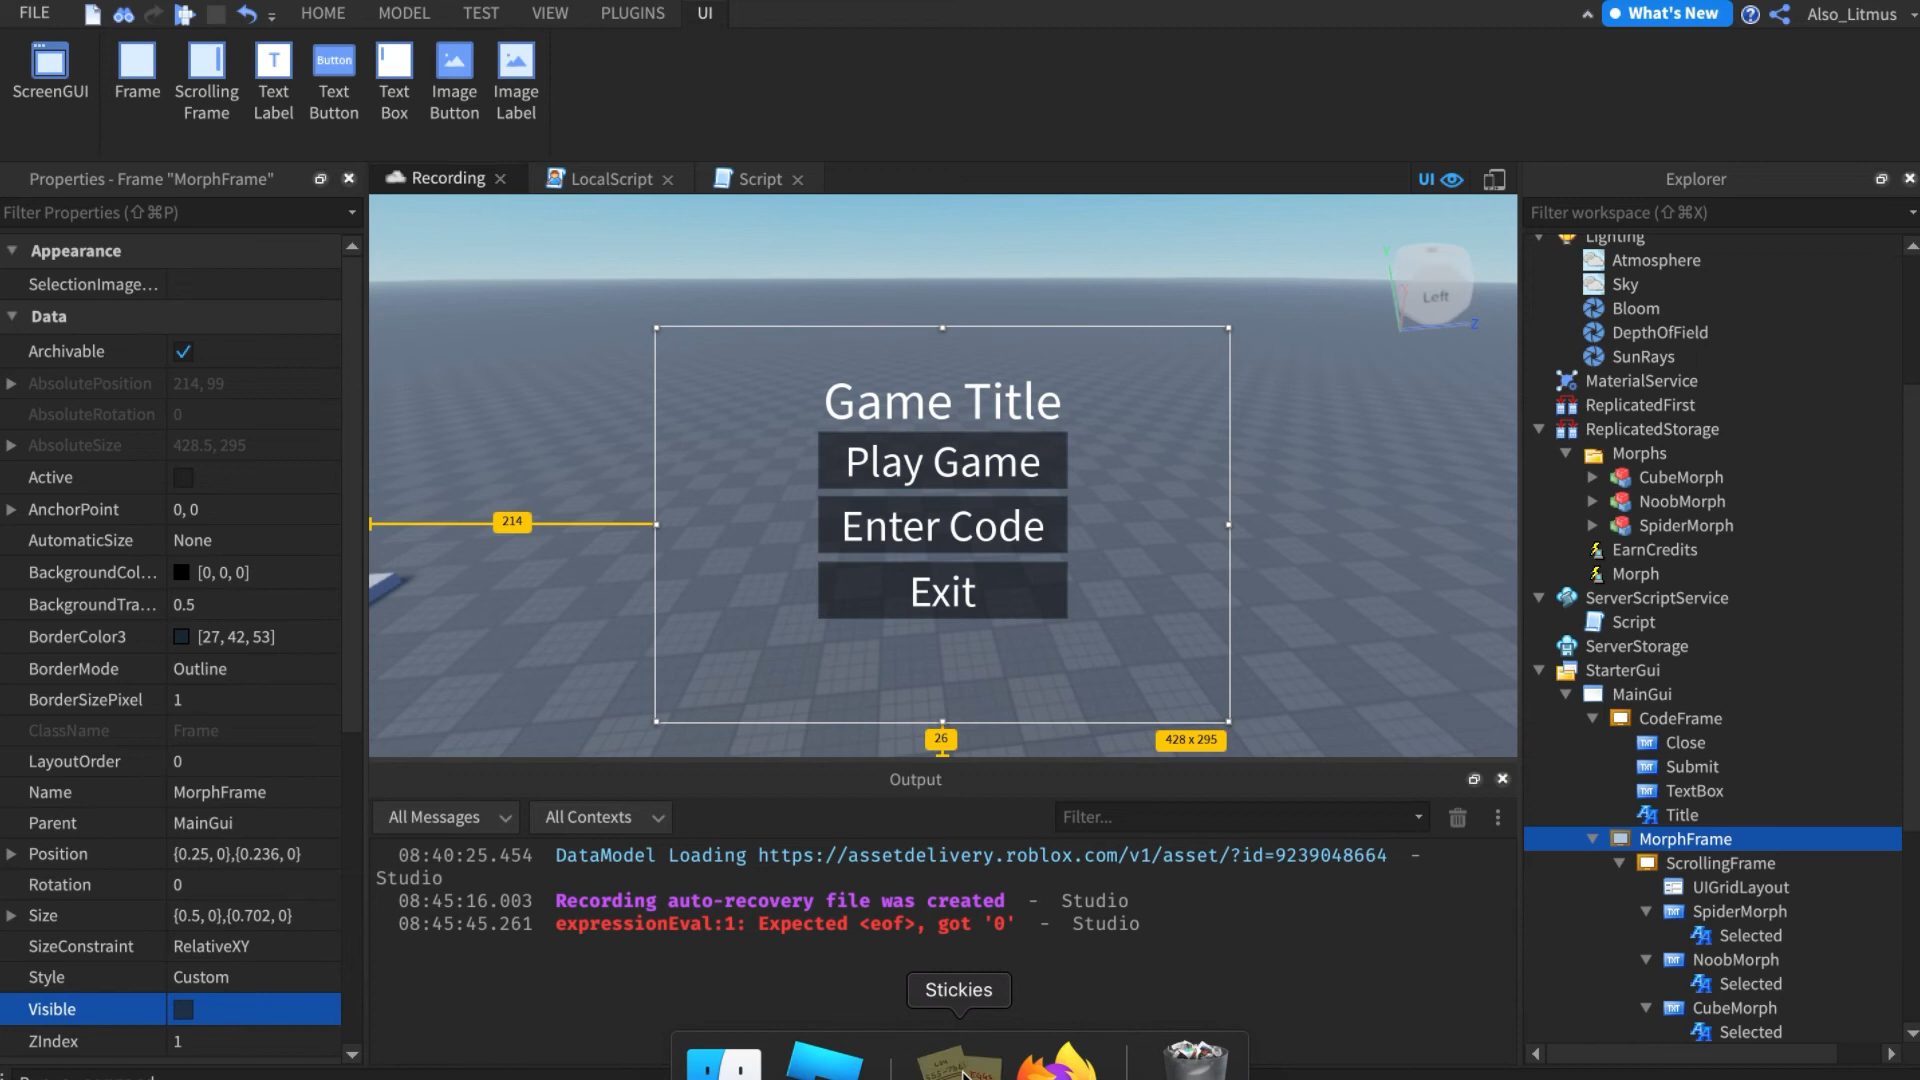 FILE
HOME
MODEL
TEST
VIEW
PLUGINS
UI
What's New
Also_Litmus
ScreenGUI
Frame
Scrolling
Frame
Text
Label
Button
Text
Button
Text
Box
Image
Button
Image
Label
Properties - Frame "MorphFrame"
Filter Properties (⇧⌘P)
Appearance
SelectionImage...
Data
Archivable
AbsolutePosition 214, 99
AbsoluteRotation 0
AbsoluteSize 428.5, 295
Active
AnchorPoint 0, 0
AutomaticSize None
BackgroundCol... [0, 0, 0]
BackgroundTra... 0.5
BorderColor3 [27, 42, 53]
BorderMode Outline
BorderSizePixel 1
ClassName Frame
LayoutOrder 0
Name MorphFrame
Parent MainGui
Position {0.25, 0},{0.236, 0}
Rotation 0
Size {0.5, 0},{0.702, 0}
SizeConstraint RelativeXY
Style Custom
Visible
ZIndex 1
Recording
LocalScript
Script
UI
Left
Y
Z
Game Title
Play Game
Enter Code
Exit
214
26
428 x 295
Output
All Messages
All Contexts
Filter...
08:40:25.454 DataModel Loading https://assetdelivery.roblox.com/v1/asset/?id=9239048664 -
Studio
08:45:16.003 Recording auto-recovery file was created - Studio
08:45:45.261 expressionEval:1: Expected <eof>, got '0' - Studio
Stickies
Explorer
Filter workspace (⇧⌘X)
Lighting
Atmosphere
Sky
Bloom
DepthOfField
SunRays
MaterialService
ReplicatedFirst
ReplicatedStorage
Morphs
CubeMorph
NoobMorph
SpiderMorph
EarnCredits
Morph
ServerScriptService
Script
ServerStorage
StarterGui
MainGui
CodeFrame
Close
Submit
TextBox
Title
MorphFrame
ScrollingFrame
UIGridLayout
SpiderMorph
Selected
NoobMorph
Selected
CubeMorph
Selected